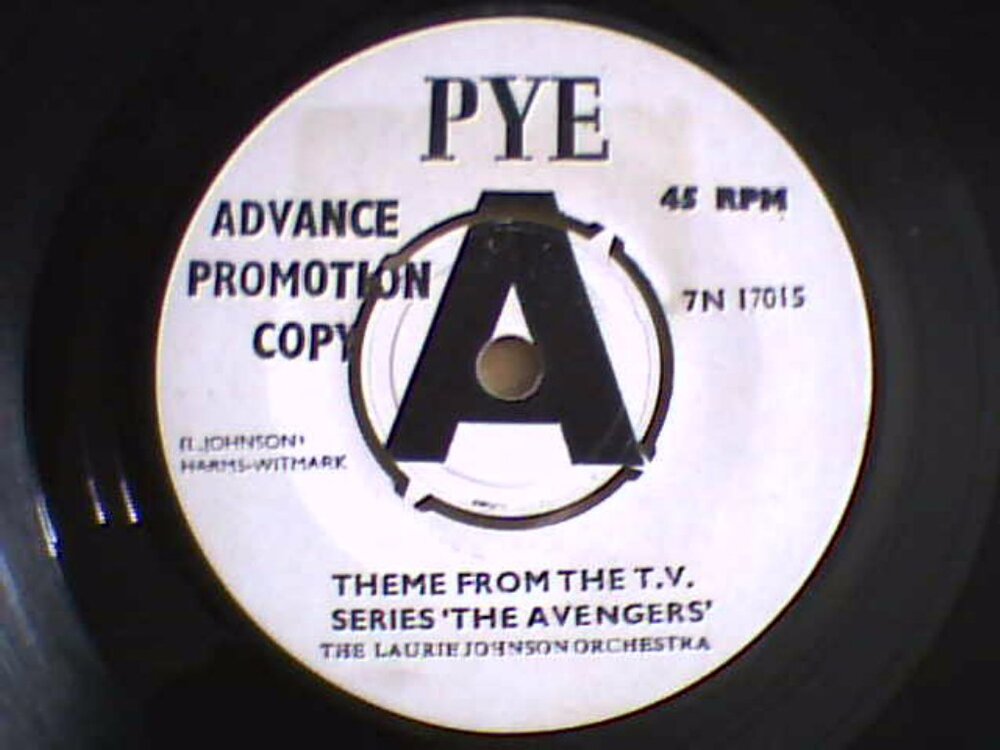 PYE
ADVANCE
PROMOTION
COPY
A
45 RPM
7N 17015
(L.JOHNSON)
HARMS-WITMARK
THEME FROM THE T.V.
SERIES 'THE AVENGERS'
THE LAURIE JOHNSON ORCHESTRA